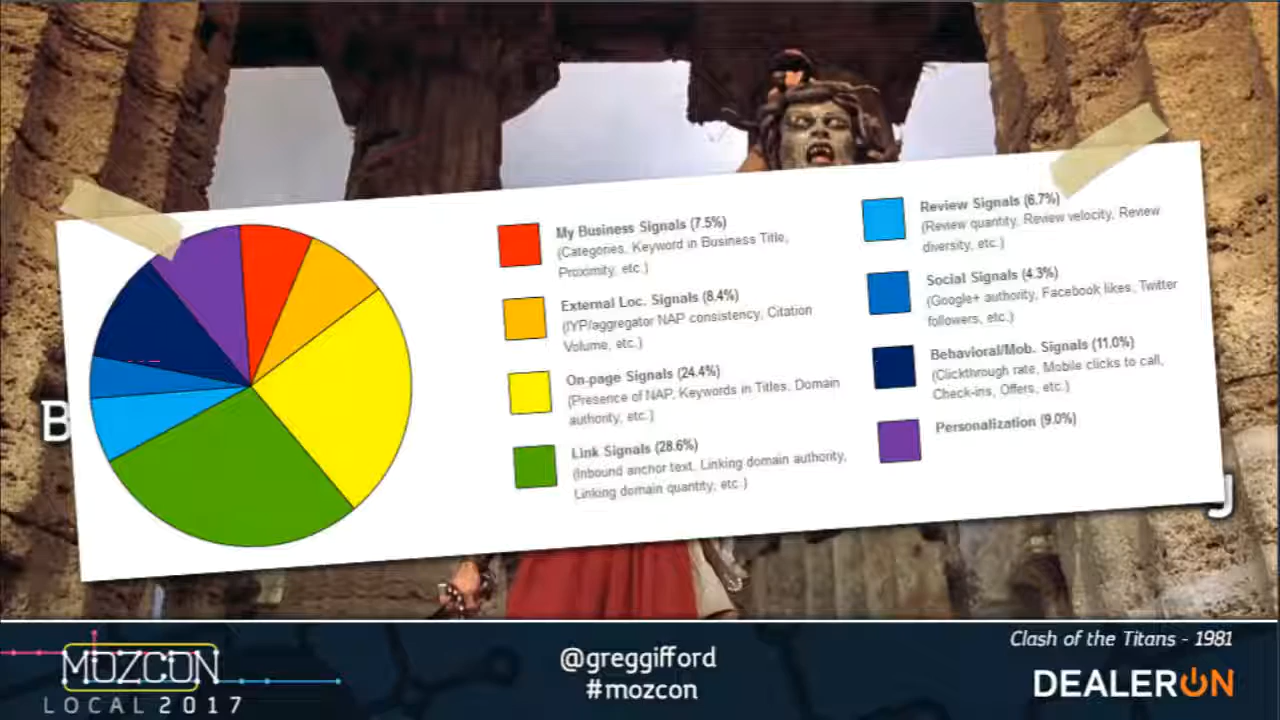 My Business Signals (7.5%)
(Categories, Keyword in Business Title,
Proximity, etc.)
External Loc. Signals (8.4%)
(IYP/aggregator NAP consistency, Citation
Volume, etc.)
On-page Signals (24.4%)
(Presence of NAP, Keywords in Titles, Domain
authority, etc.)
Link Signals (28.6%)
(Inbound anchor text, Linking domain authority,
Linking domain quantity, etc.)
Review Signals (6.7%)
(Review quantity, Review velocity, Review
diversity, etc.)
Social Signals (4.3%)
(Google+ authority, Facebook likes, Twitter
followers, etc.)
Behavioral/Mob. Signals (11.0%)
(Clickthrough rate, Mobile clicks to call,
Check-ins, Offers, etc.)
Personalization (9.0%)
B
MOZCON
LOCAL 2017
@greggifford
#mozcon
Clash of the Titans - 1981
DEALERON